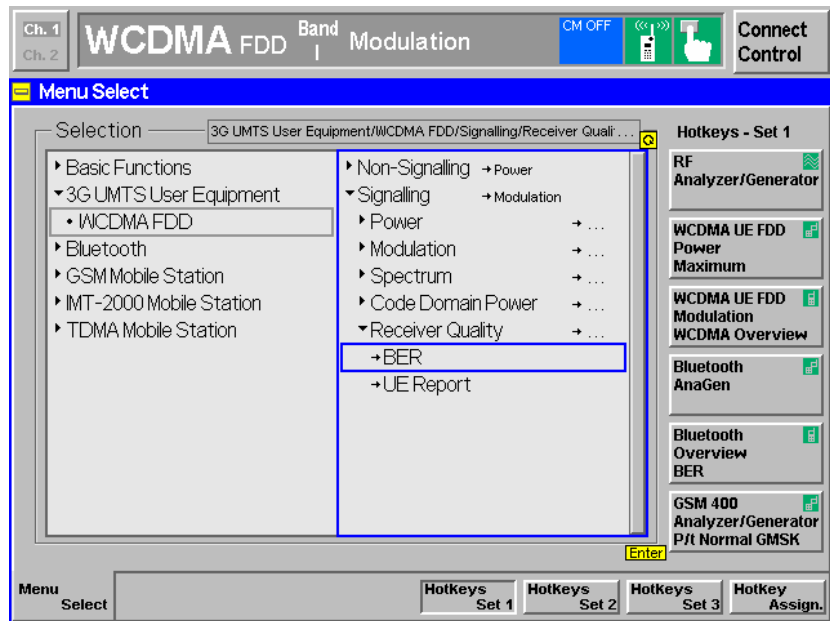 Ch. 1
Ch. 2
WCDMA FDD Band I Modulation
CM OFF
Connect Control
Menu Select
Selection
3G UMTS User Equipment/WCDMA FDD/Signalling/Receiver Qualit...
Basic Functions
3G UMTS User Equipment
WCDMA FDD
Bluetooth
GSM Mobile Station
IMT-2000 Mobile Station
TDMA Mobile Station
Non-Signalling → Power
Signalling → Modulation
Power → ...
Modulation → ...
Spectrum → ...
Code Domain Power → ...
Receiver Quality → ...
→BER
→UE Report
Enter
Hotkeys - Set 1
RF
Analyzer/Generator
WCDMA UE FDD
Power
Maximum
WCDMA UE FDD
Modulation
WCDMA Overview
Bluetooth
AnaGen
Bluetooth
Overview
BER
GSM 400
Analyzer/Generator
P/t Normal GMSK
Menu
Select
Hotkeys
Set 1
Hotkeys
Set 2
Hotkeys
Set 3
HotKey
Assign.